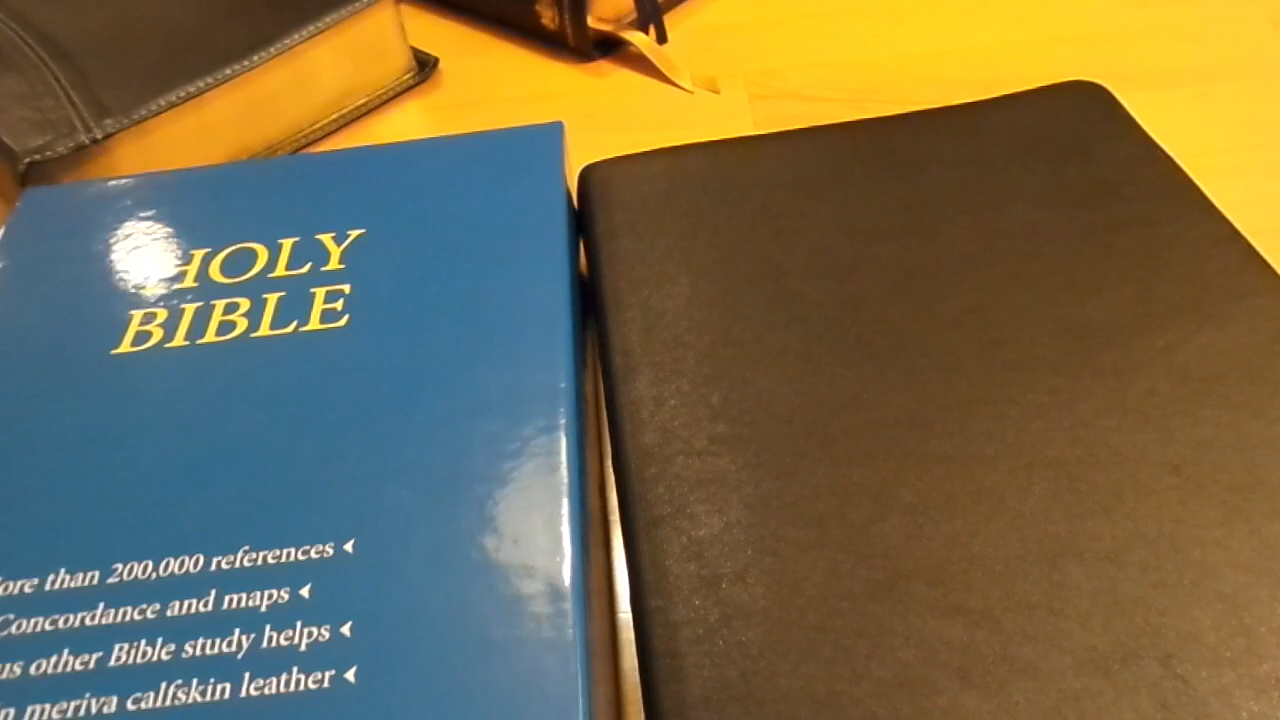 HOLY
BIBLE
ore than 200,000 references
Concordance and maps
us other Bible study helps
n meriva calfskin leather